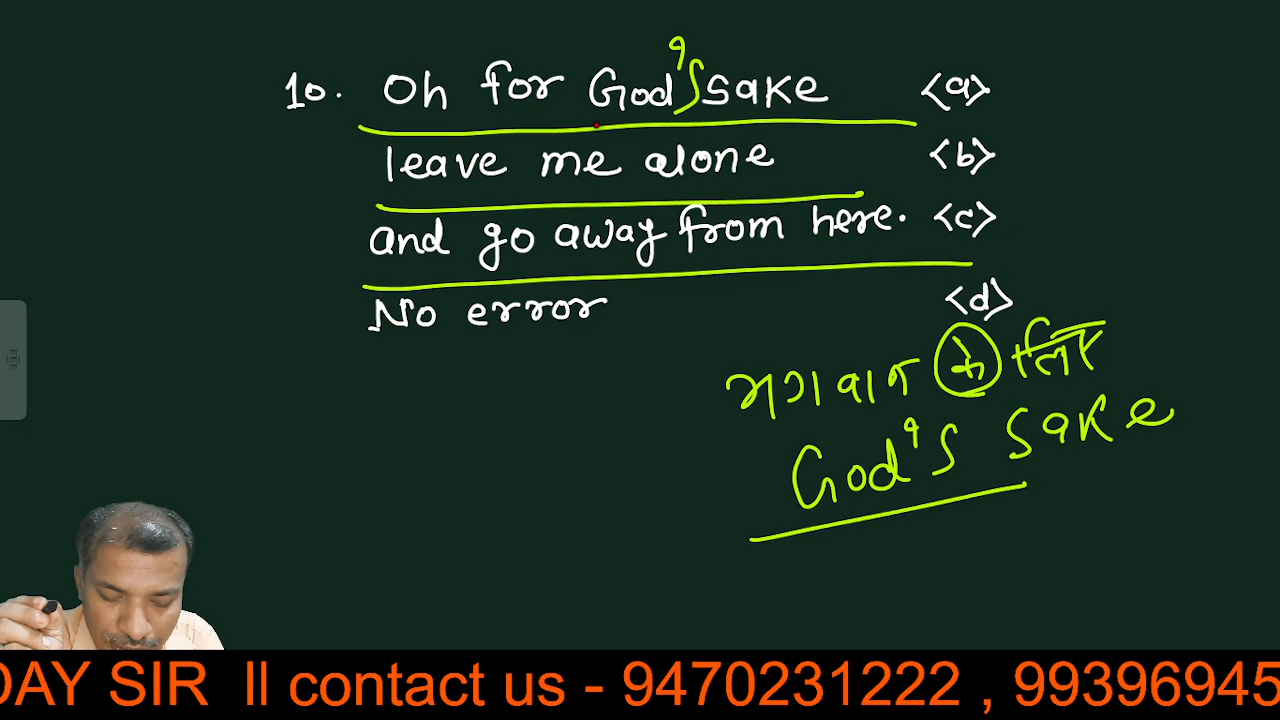 10. Oh for God's sake <a>
leave me alone <b>
and go away from here. <c>
No error <d>
भगवान के लिए
God's sake
DAY SIR ll contact us - 9470231222 , 99396945